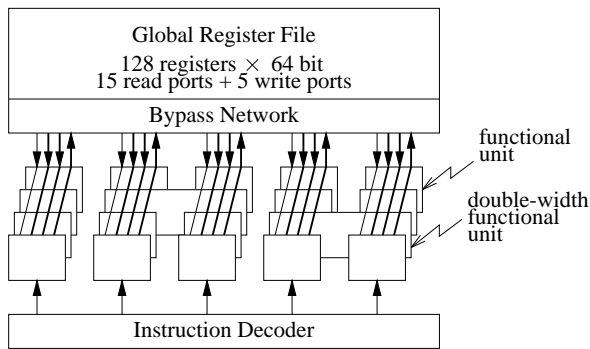 Global Register File
128 registers × 64 bit
15 read ports + 5 write ports
Bypass Network
functional
unit
double-width
functional
unit
Instruction Decoder